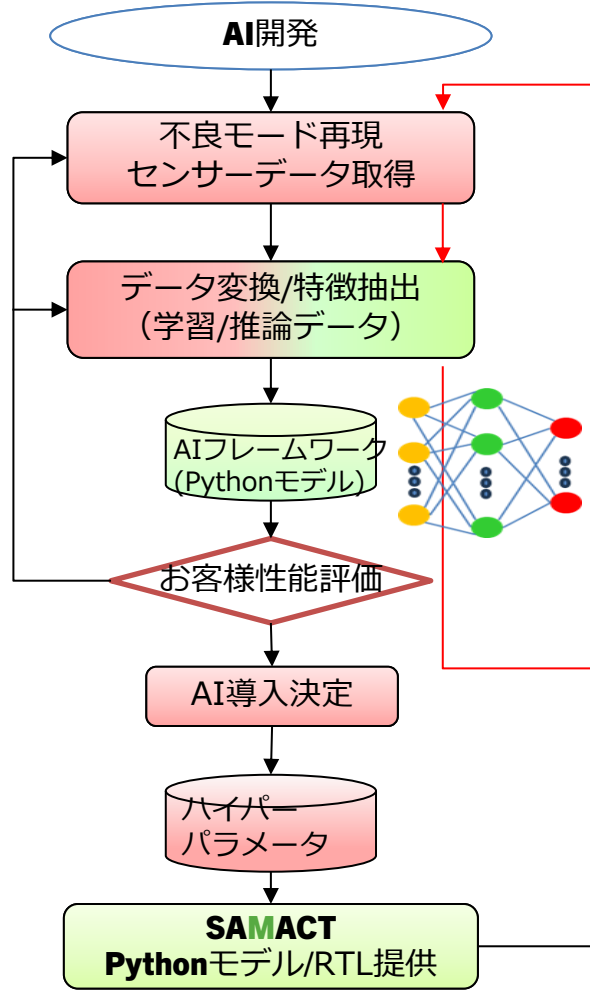 AI開発
不良モード再現
センサーデータ取得
データ変換/特徴抽出
（学習/推論データ）
AIフレームワーク
(Pythonモデル)
お客様性能評価
AI導入決定
ハイパー
パラメータ
SAMACT
Pythonモデル/RTL提供